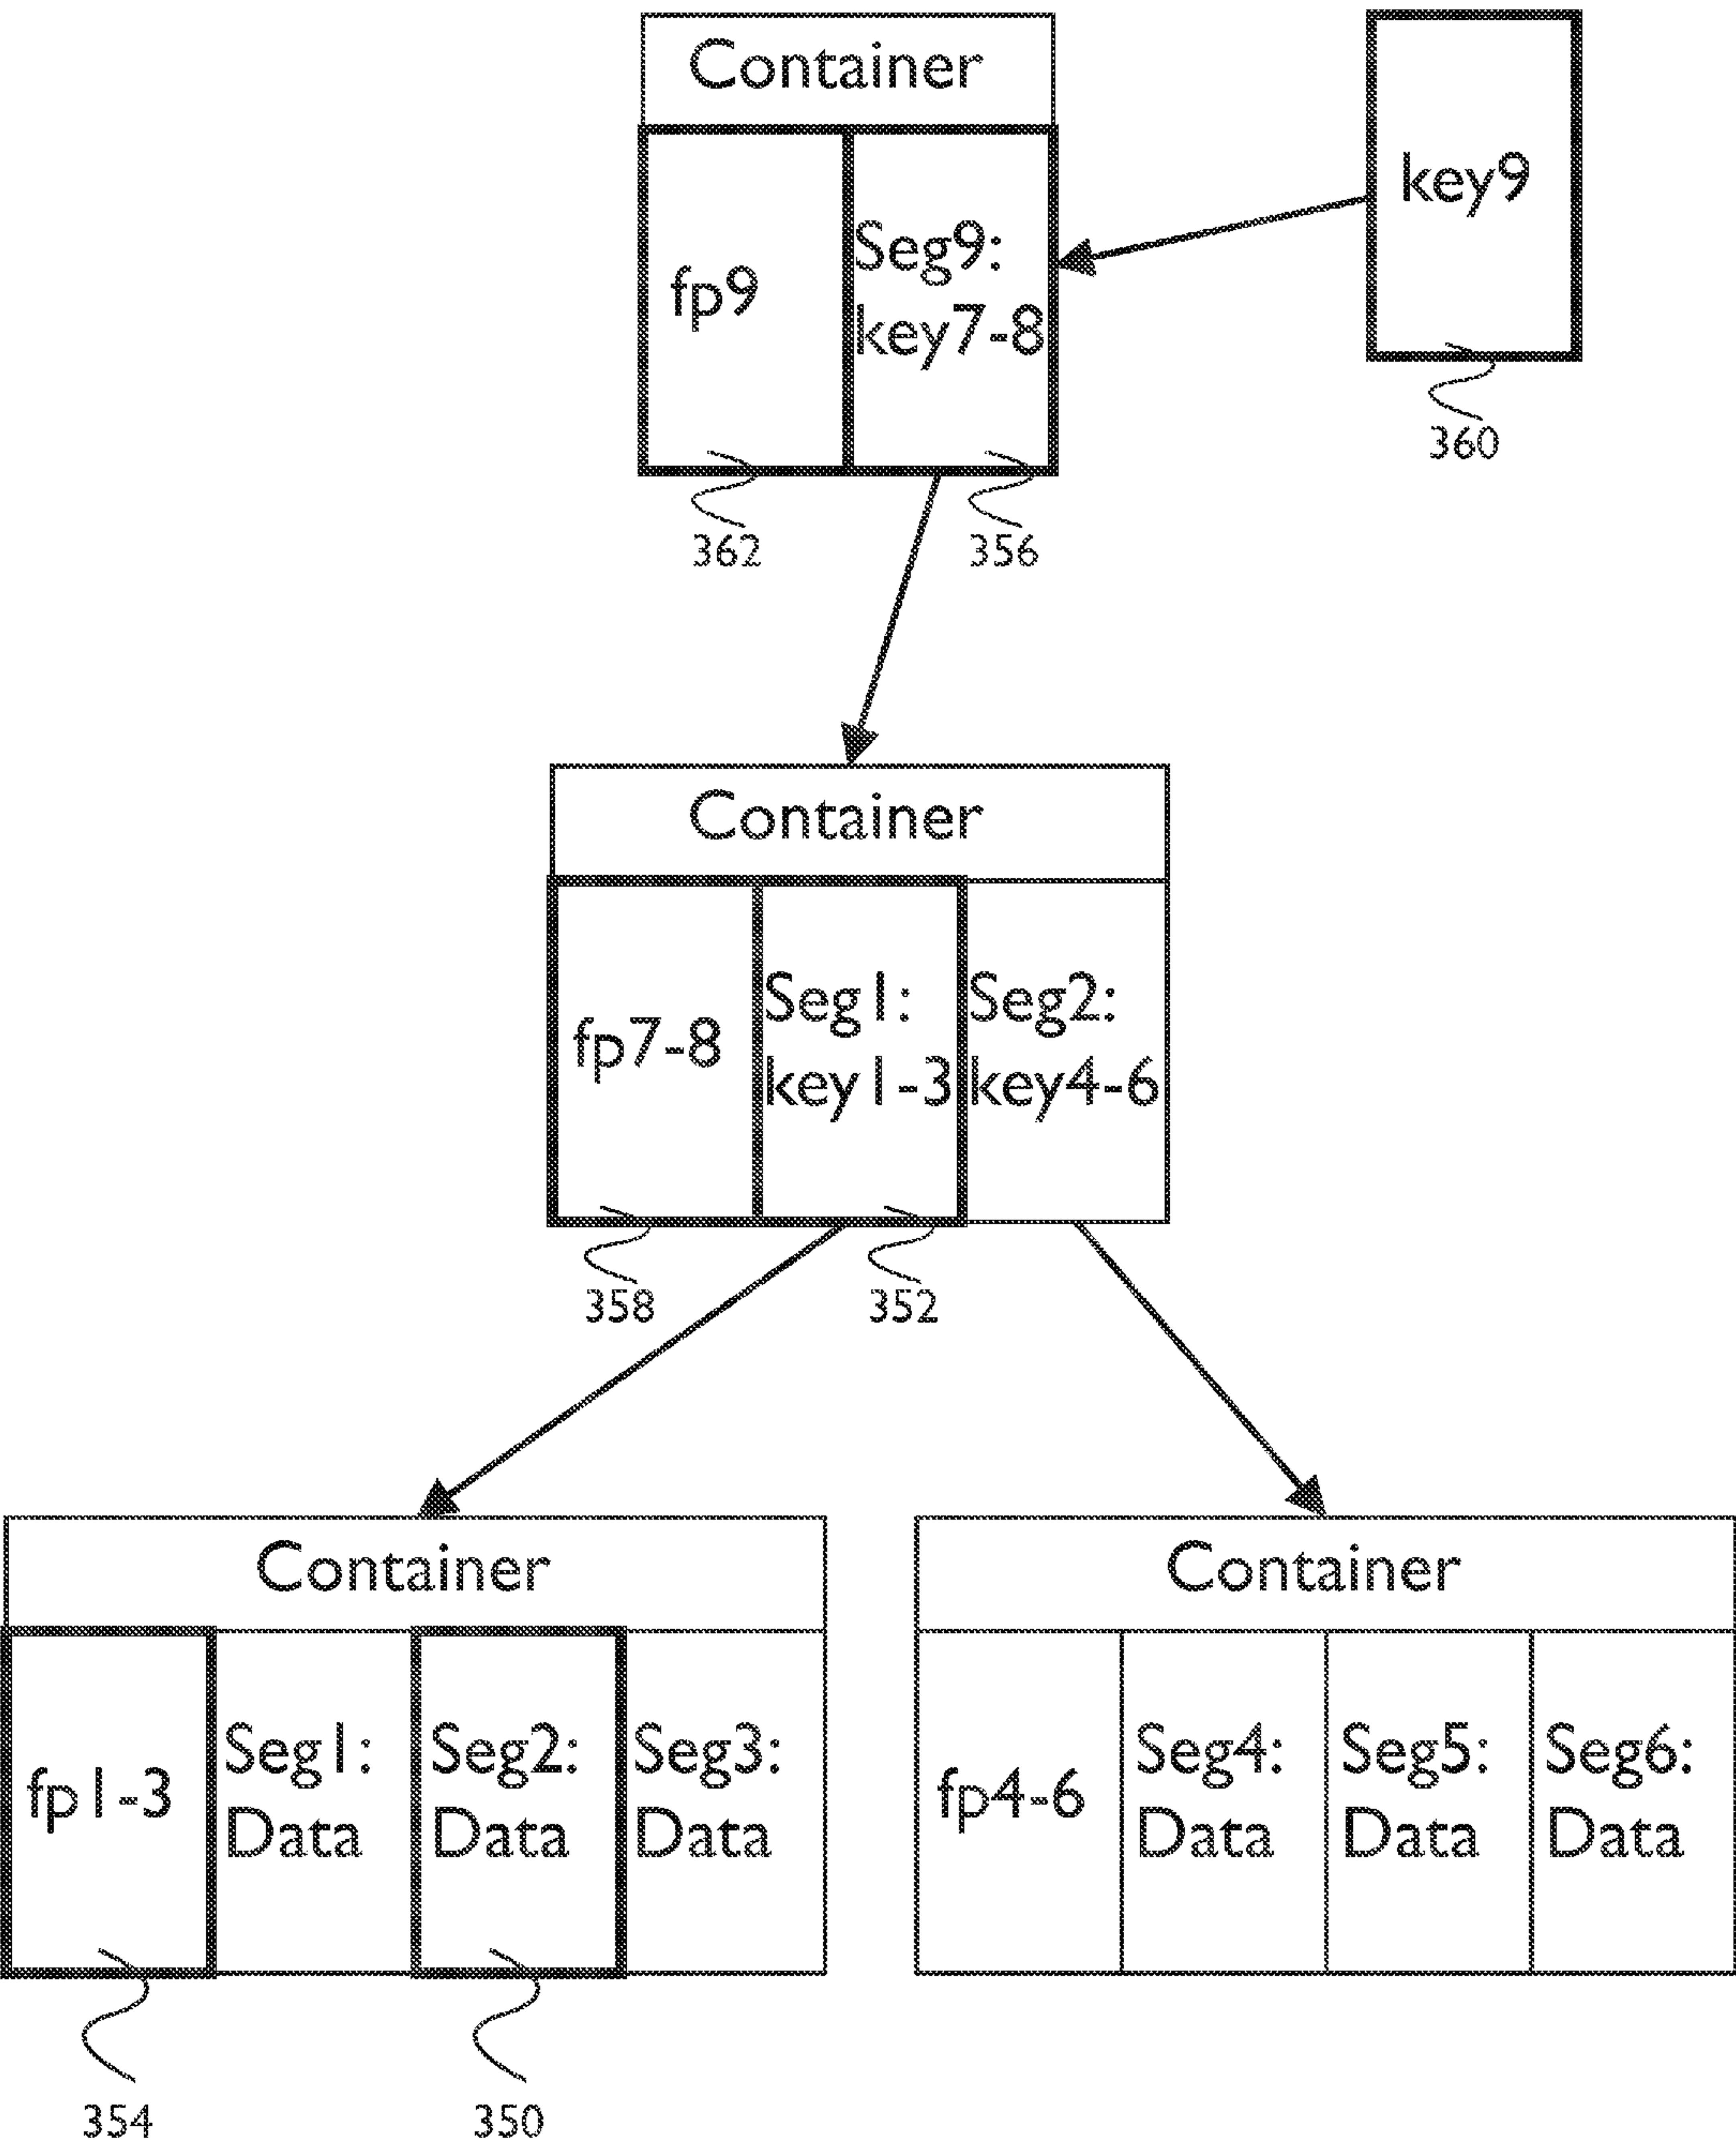 Container
key9
fp9
Seg9:
key7-8
360
362
356
Container
fp7-8
Seg1:
key1-3
Seg2:
key4-6
358
352
Container
fp1-3
Seg1:
Data
Seg2:
Data
Seg3:
Data
Container
fp4-6
Seg4:
Data
Seg5:
Data
Seg6:
Data
354
350